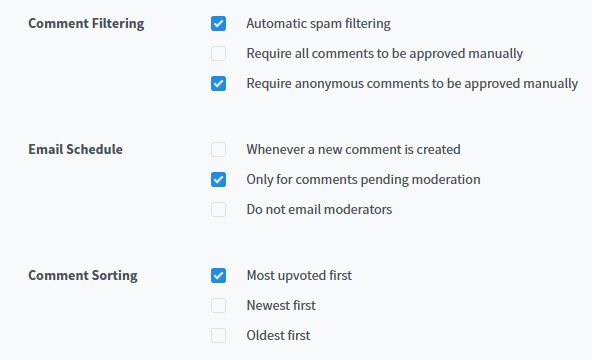 Comment Filtering
Automatic spam filtering
Require all comments to be approved manually
Require anonymous comments to be approved manually
Email Schedule
Whenever a new comment is created
Only for comments pending moderation
Do not email moderators
Comment Sorting
Most upvoted first
Newest first
Oldest first